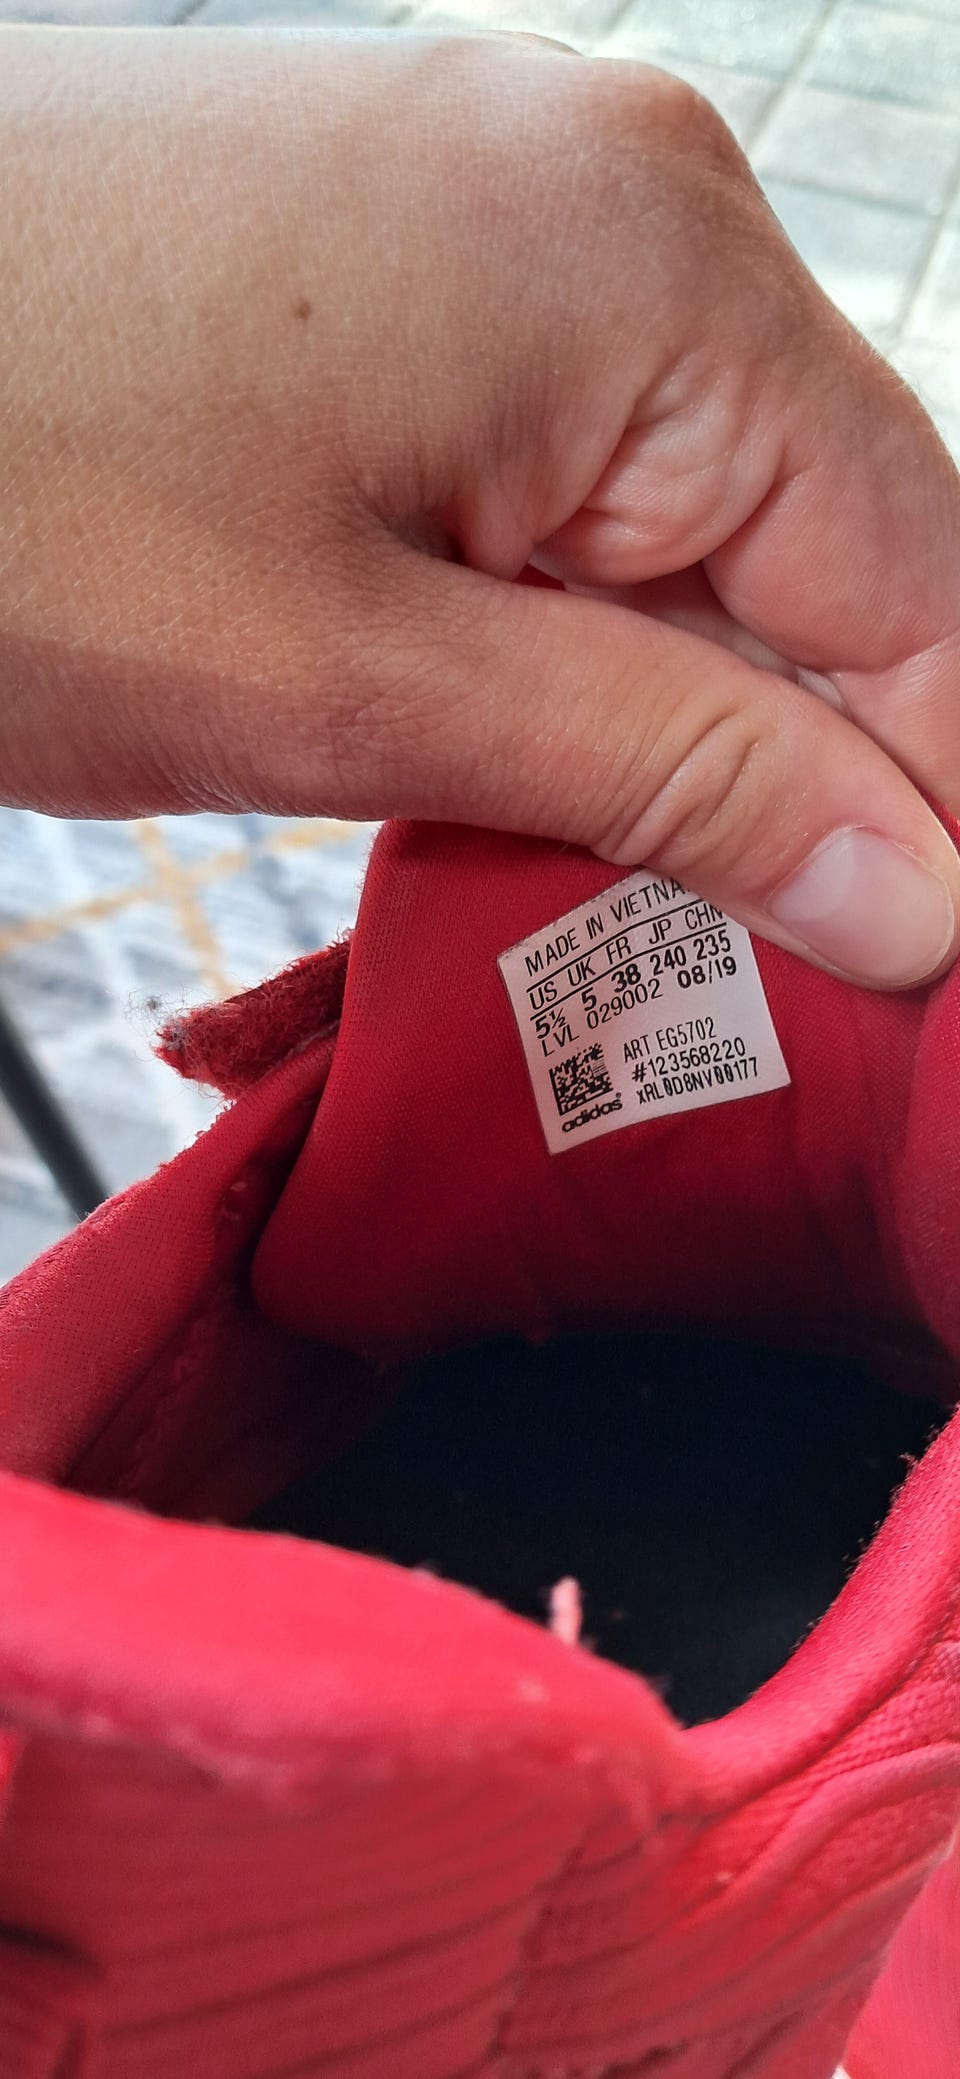 MADE IN VIETNA
US UK FR JP CHN
5½ 5 38 240 235
LVL 029002 08/19
ART EG5702
#123568220
xRL0D8NV00177
adidas®